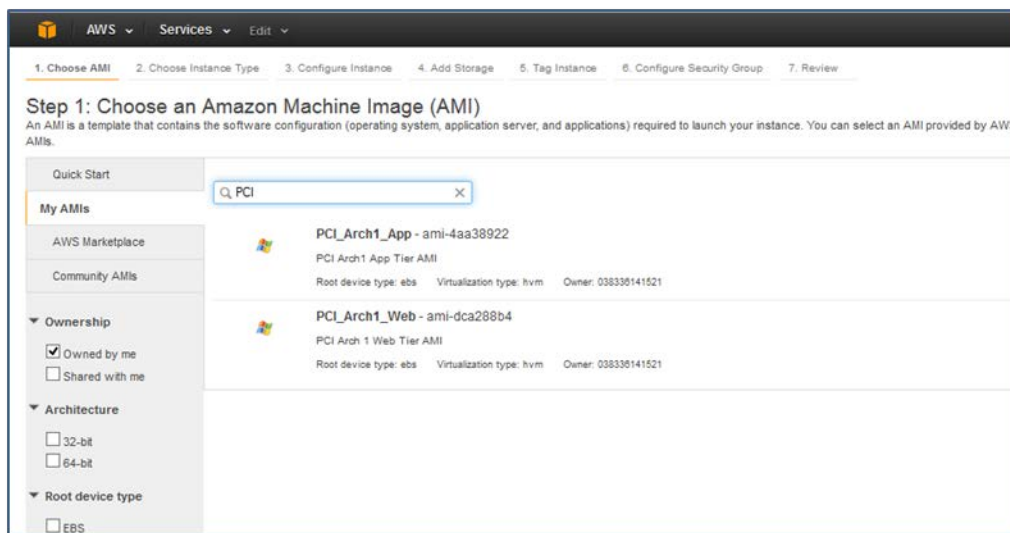 AWS Services Edit
1. Choose AMI 2. Choose Instance Type 3. Configure Instance 4. Add Storage 5. Tag Instance 6. Configure Security Group 7. Review
Step 1: Choose an Amazon Machine Image (AMI)
An AMI is a template that contains the software configuration (operating system, application server, and applications) required to launch your instance. You can select an AMI provided by AW
AMIs.
Quick Start
My AMIs
AWS Marketplace
Community AMIs
Ownership
Owned by me
Shared with me
Architecture
32-bit
64-bit
Root device type
EBS
PCI
PCI_Arch1_App - ami-4aa38922
PCI Arch1 App Tier AMI
Root device type: ebs Virtualization type: hvm Owner: 038336141521
PCI_Arch1_Web - ami-dca288b4
PCI Arch 1 Web Tier AMI
Root device type: ebs Virtualization type: hvm Owner: 038336141521